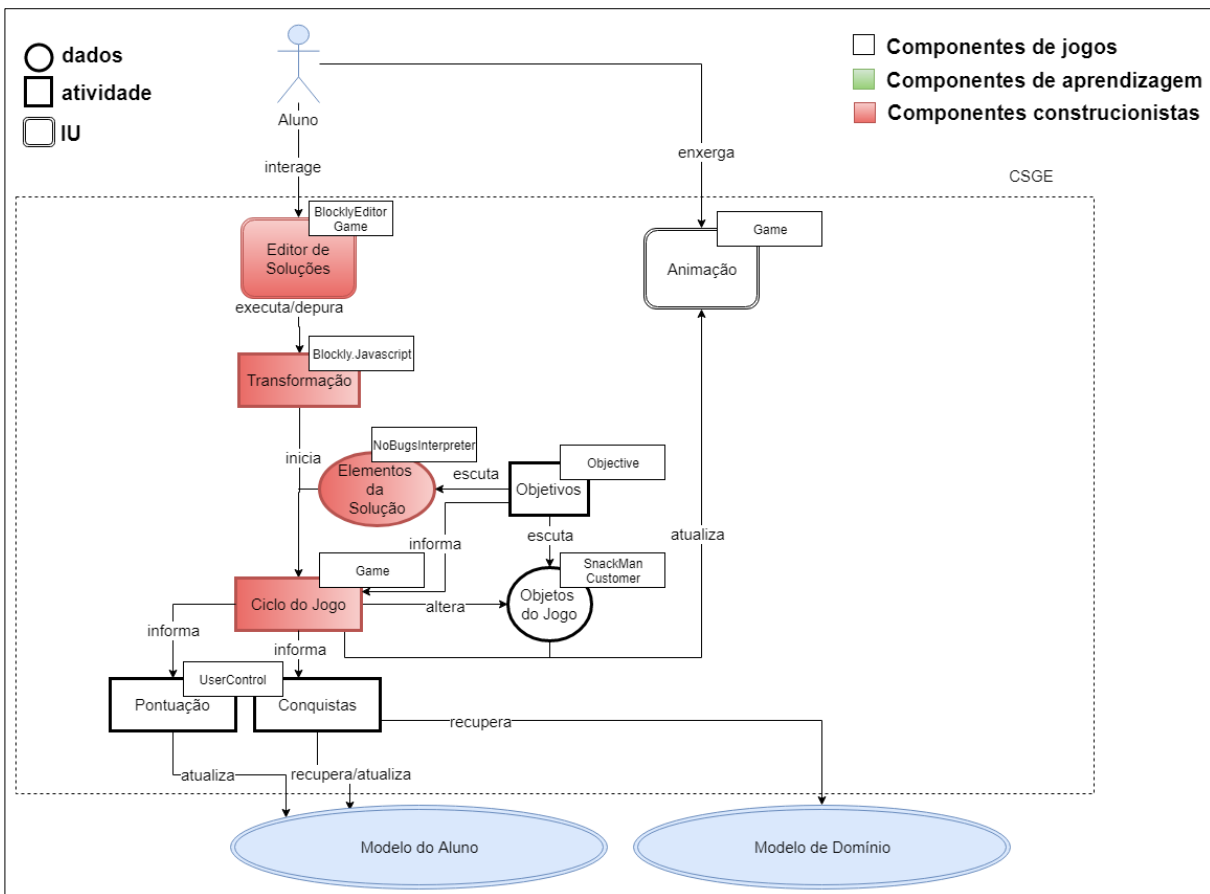 dados
atividade
IU
Componentes de jogos
Componentes de aprendizagem
Componentes construcionistas
Aluno
interage
enxerga
CSGE
BlocklyEditor
Game
Editor de
Soluções
Game
Animação
executa/depura
Blockly.Javascript
Transformação
inicia
NoBugsInterpreter
Elementos
da
Solução
escuta
Objective
Objetivos
informa
escuta
atualiza
Game
Ciclo do Jogo
altera
SnackMan
Customer
Objetos
do Jogo
informa
informa
UserControl
Pontuação
Conquistas
recupera
atualiza
recupera/atualiza
Modelo do Aluno
Modelo de Domínio